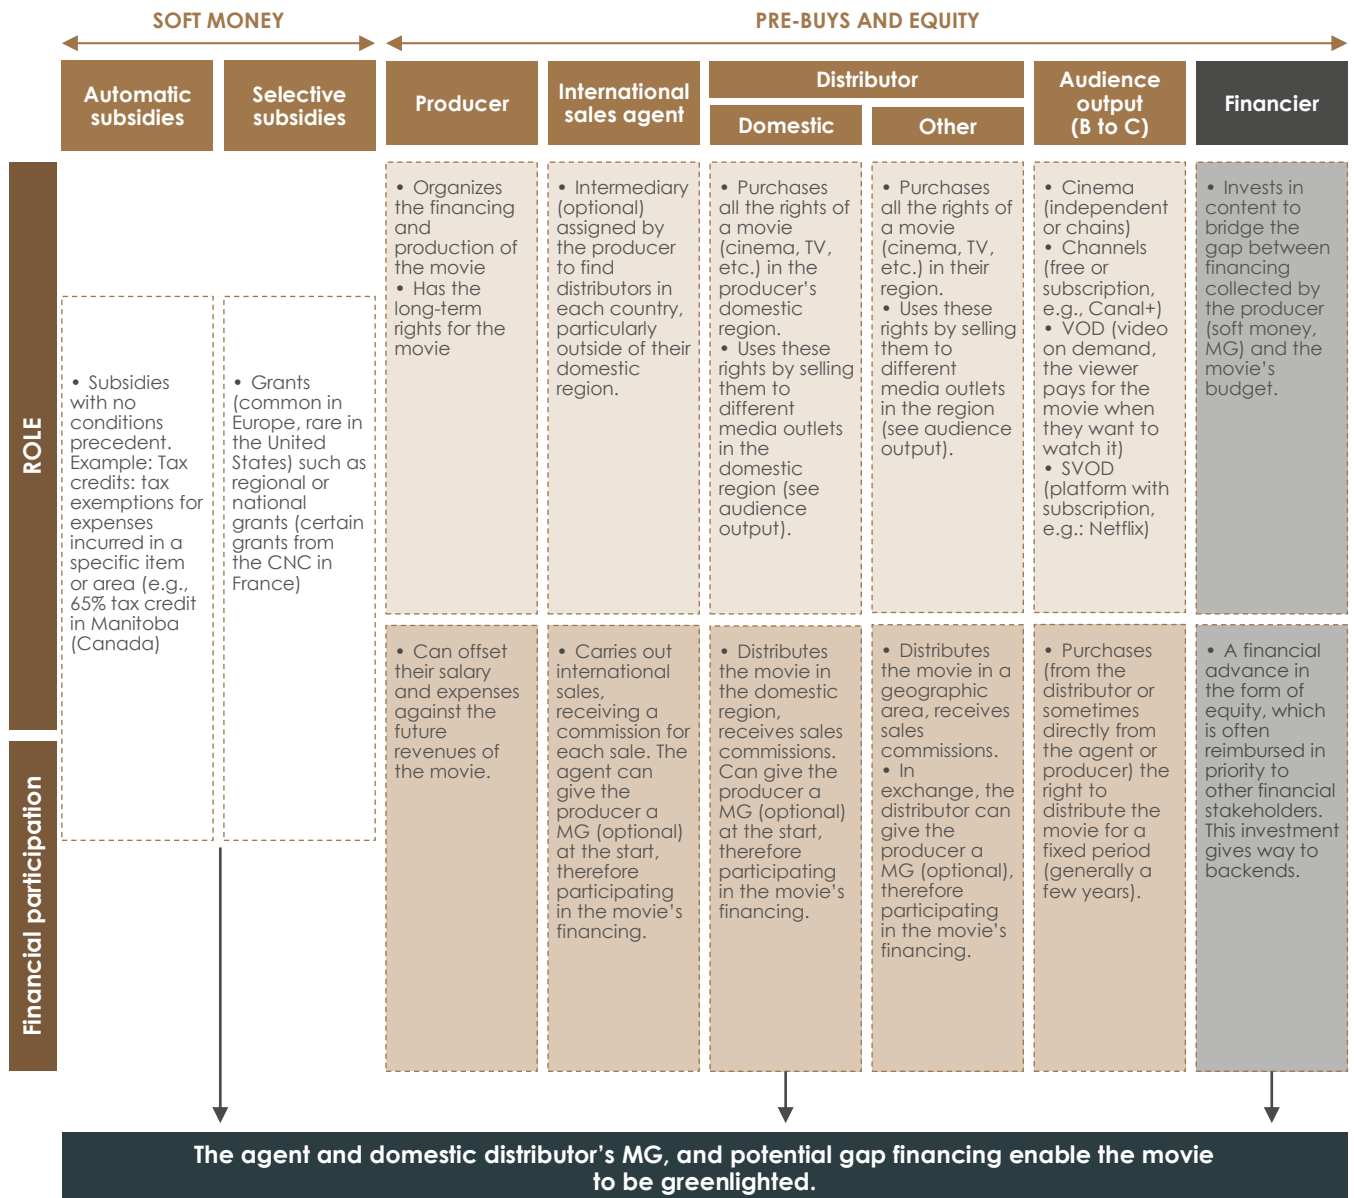 SOFT MONEY
PRE-BUYS AND EQUITY
Automatic
subsidies
Selective
subsidies
Producer
International
sales agent
Distributor
Domestic
Other
Audience
output
(B to C)
Financier
ROLE
• Subsidies
with no
conditions
precedent.
Example: Tax
credits: tax
exemptions for
expenses
incurred in a
specific item
or area (e.g.,
65% tax credit
in Manitoba
(Canada)
• Grants
(common in
Europe, rare in
the United
States) such as
regional or
national
grants (certain
grants from
the CNC in
France)
• Organizes
the financing
and
production of
the movie
• Has the
long-term
rights for the
movie
• Intermediary
(optional)
assigned by
the producer
to find
distributors in
each country,
particularly
outside of their
domestic
region.
• Purchases
all the rights of
a movie
(cinema, TV,
etc.) in the
producer's
domestic
region.
• Uses these
rights by selling
them to
different
media outlets
in the
domestic
region (see
audience
output).
• Purchases
all the rights of
a movie
(cinema, TV,
etc.) in their
region.
• Uses these
rights by selling
them to
different
media outlets
in the region
(see audience
output).
• Cinema
(independent
or chains)
• Channels
(free or
subscription,
e.g., Canal+)
• VOD (video
on demand,
the viewer
pays for the
movie when
they want to
watch it)
• SVOD
(platform with
subscription,
e.g.: Netflix)
• Invests in
content to
bridge the
gap between
financing
collected by
the producer
(soft money,
MG) and the
movie's
budget.
Financial participation
• Can offset
their salary
and expenses
against the
future
revenues of
the movie.
• Carries out
international
sales,
receiving a
commission for
each sale. The
agent can
give the
producer a
MG (optional)
at the start,
therefore
participating
in the movie's
financing.
• Distributes
the movie in
the domestic
region,
receives sales
commissions.
Can give the
producer a
MG (optional)
at the start,
therefore
participating
in the movie's
financing.
• Distributes
the movie in a
geographic
area, receives
sales
commissions.
• In
exchange, the
distributor can
give the
producer a
MG (optional),
therefore
participating
in the movie's
financing.
• Purchases
(from the
distributor or
sometimes
directly from
the agent or
producer) the
right to
distribute the
movie for a
fixed period
(generally a
few years).
• A financial
advance in
the form of
equity, which
is often
reimbursed in
priority to
other financial
stakeholders.
This investment
gives way to
backends.
The agent and domestic distributor's MG, and potential gap financing enable the movie
to be greenlighted.